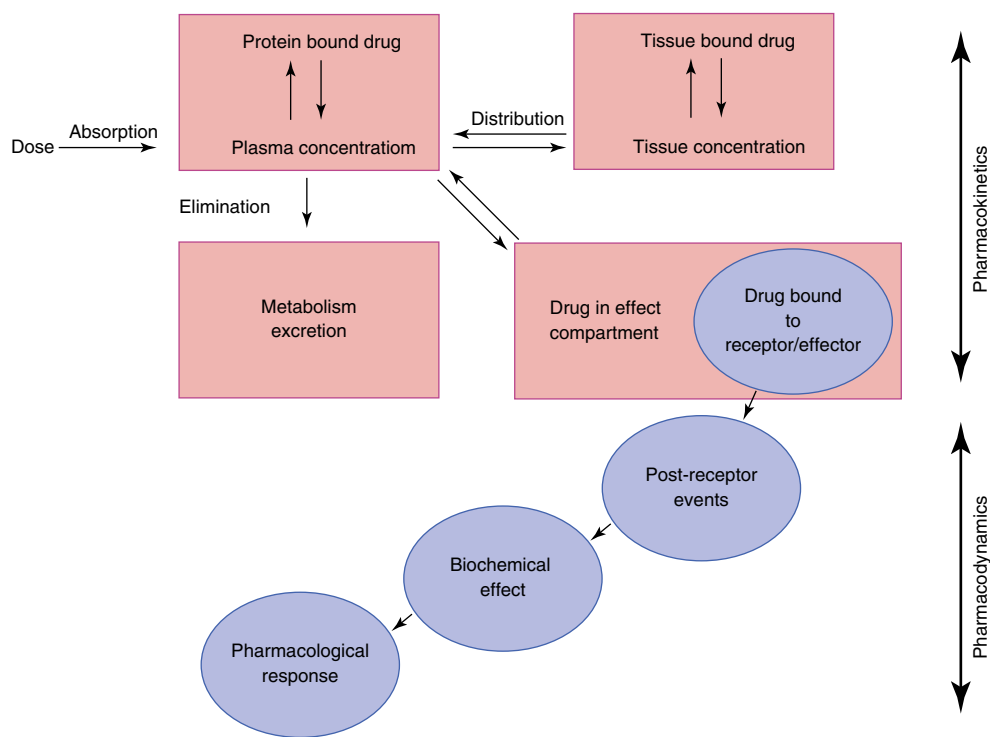 Protein bound drug
Tissue bound drug
Absorption
Distribution
Dose
Plasma concentratiom
Tissue concentration
Elimination
Metabolism
excretion
Drug in effect
compartment
Drug bound
to
receptor/effector
Pharmacokinetics
Post-receptor
events
Biochemical
effect
Pharmacological
response
Pharmacodynamics